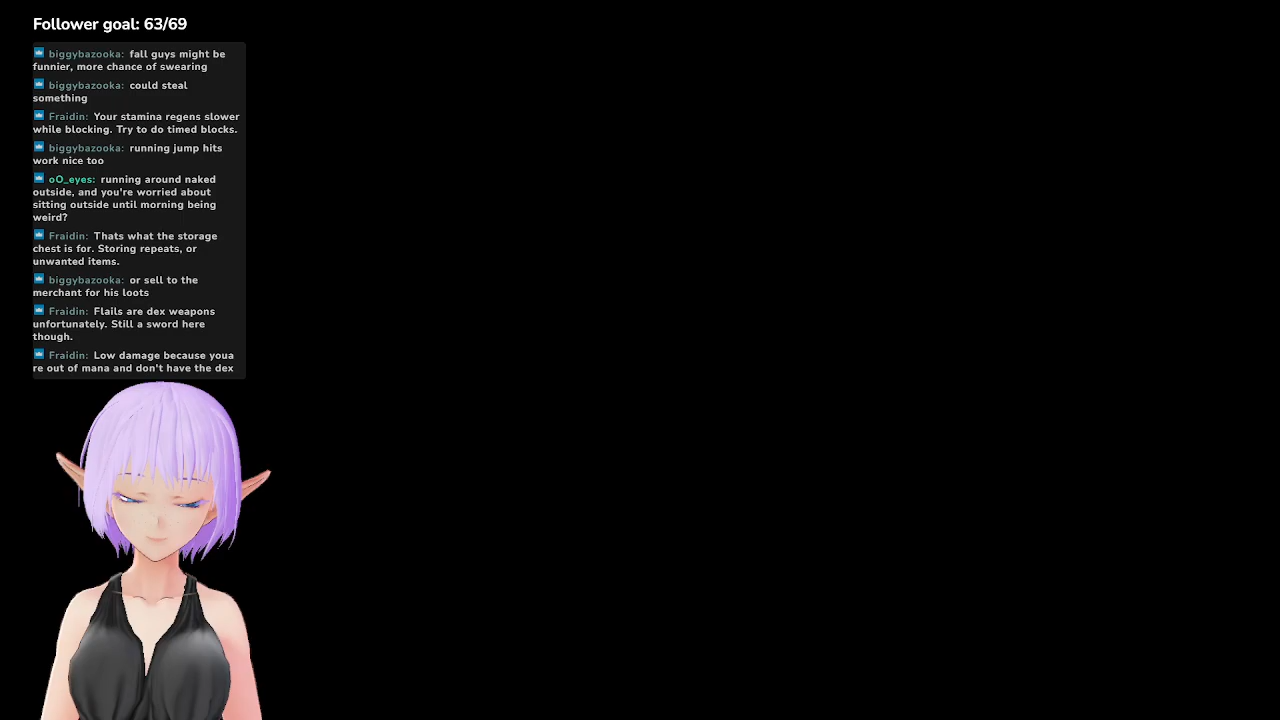 Follower goal: 63/69
biggybazooka: fall guys might be
funnier, more chance of swearing
biggybazooka: could steal
something
Fraidin: Your stamina regens slower
while blocking. Try to do timed blocks.
biggybazooka: running jump hits
work nice too
oO_eyes: running around naked
outside, and you're worried about
sitting outside until morning being
weird?
Fraidin: Thats what the storage
chest is for. Storing repeats, or
unwanted items.
biggybazooka: or sell to the
merchant for his loots
Fraidin: Flails are dex weapons
unfortunately. Still a sword here
though.
Fraidin: Low damage because youa
re out of mana and don't have the dex